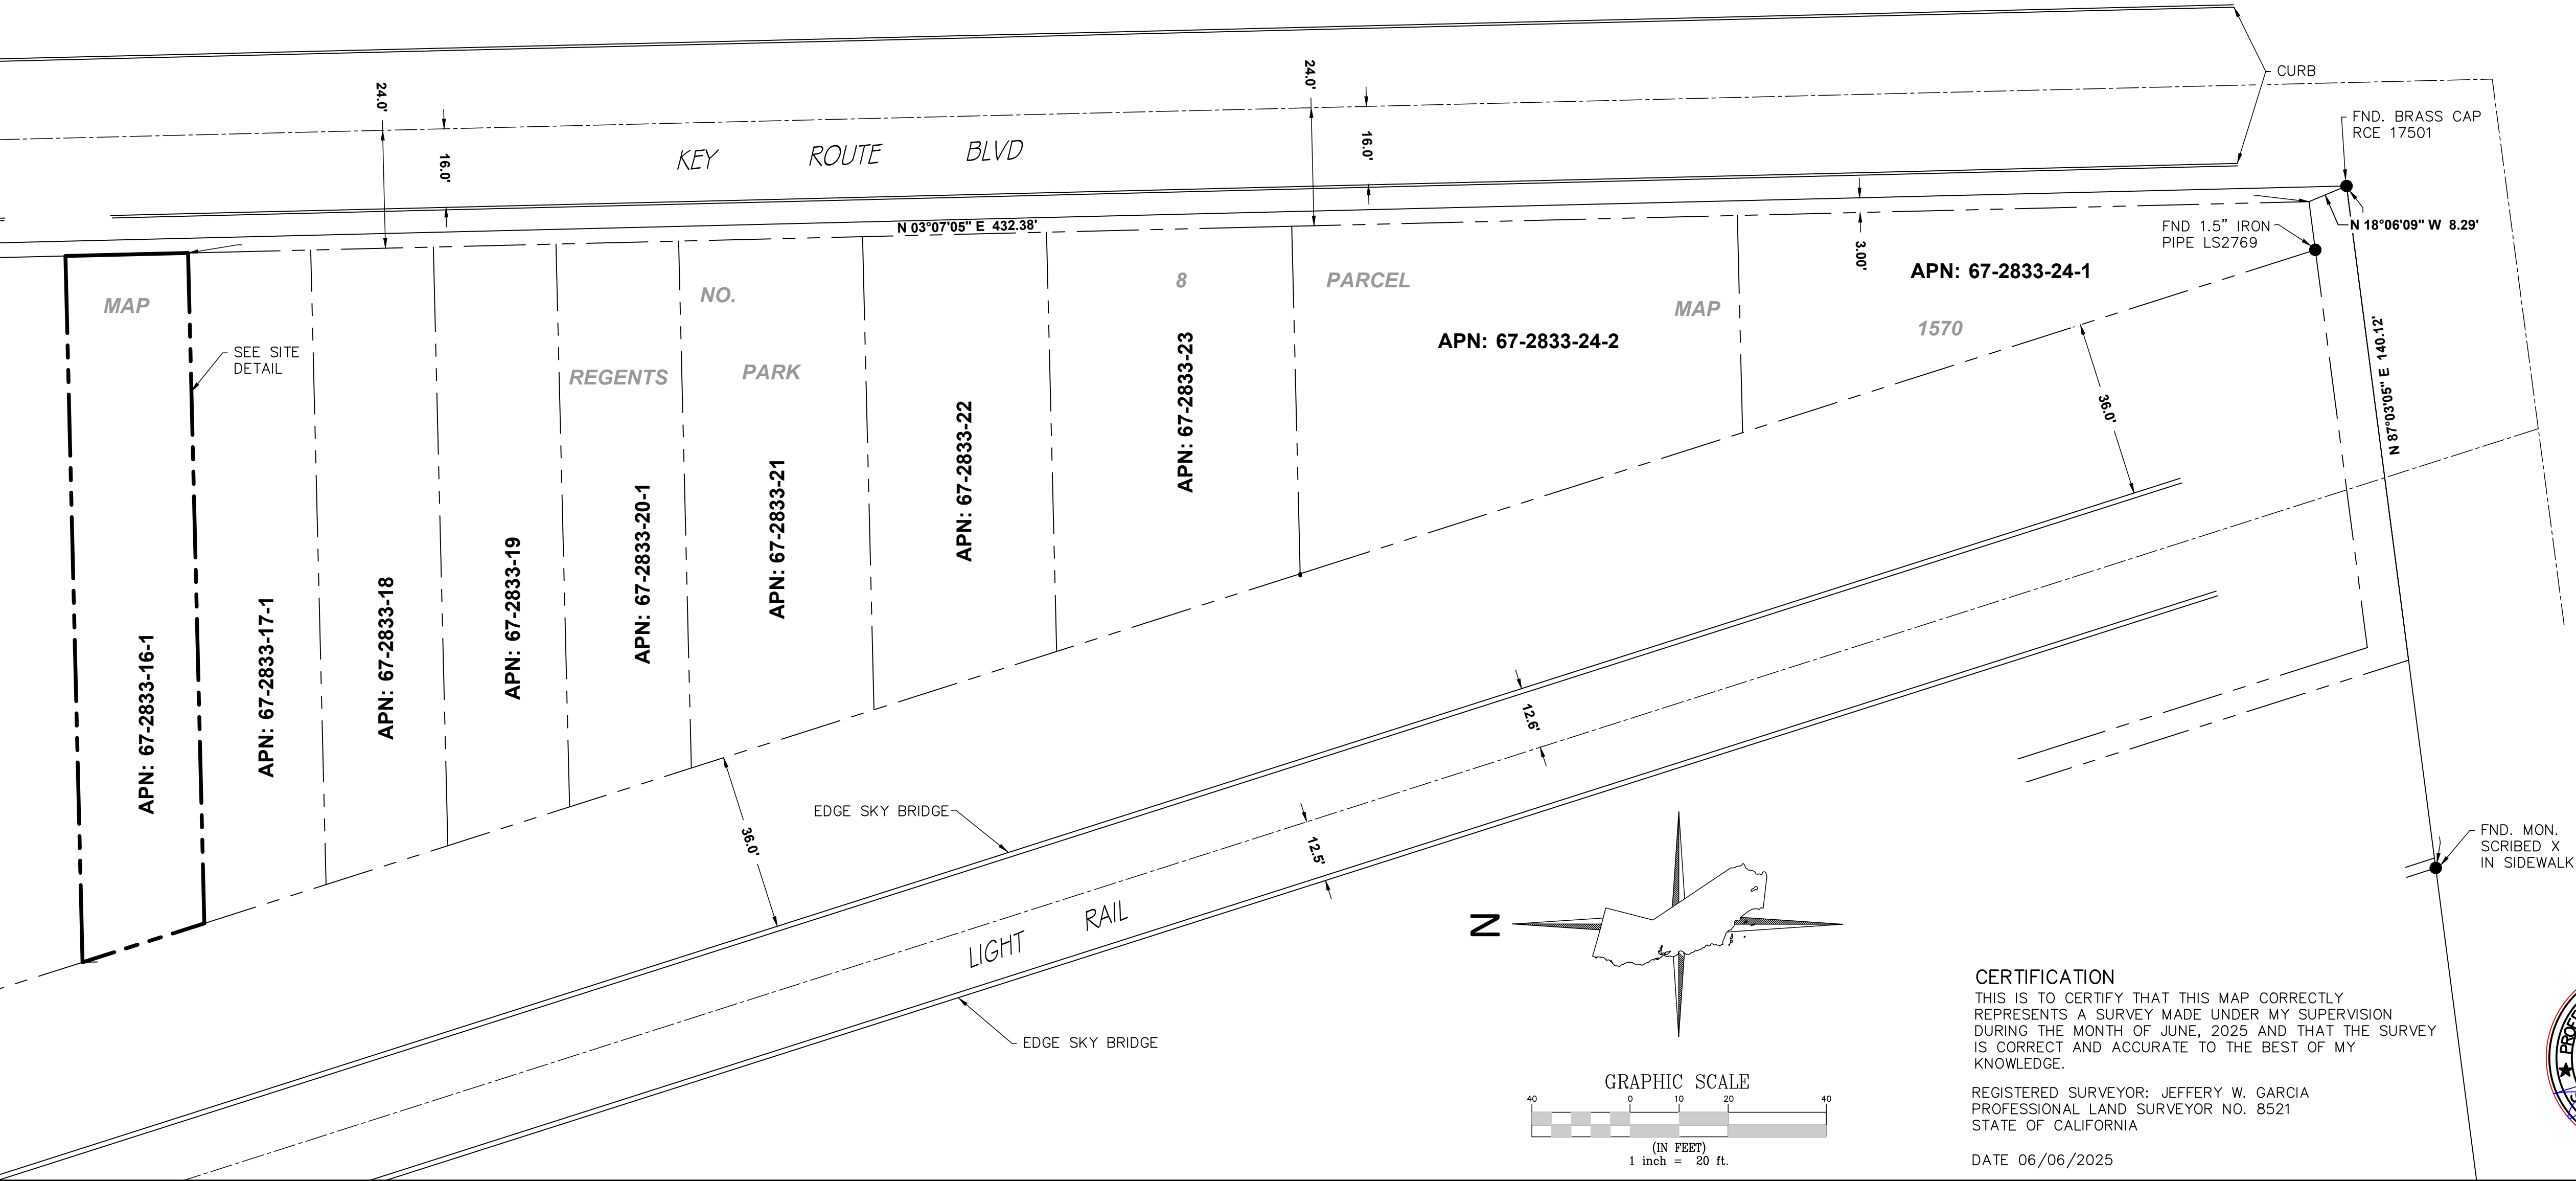 CURB
24.0'
24.0'
FND. BRASS CAP
RCE 17501
16.0'
16.0'
KEY ROUTE BLVD
N 03°07'05" E 432.38'
FND 1.5" IRON
PIPE LS2769
N 18°06'09" W 8.29'
3.00'
APN: 67-2833-24-1
MAP
NO.
8
PARCEL
MAP
1570
APN: 67-2833-24-2
SEE SITE
DETAIL
REGENTS
PARK
N 87°03'05" E 140.12'
36.0'
APN: 67-2833-16-1
APN: 67-2833-17-1
APN: 67-2833-18
APN: 67-2833-19
APN: 67-2833-20-1
APN: 67-2833-21
APN: 67-2833-22
APN: 67-2833-23
12.6'
EDGE SKY BRIDGE
36.0'
12.5'
FND. MON.
SCRIBED X
IN SIDEWALK
LIGHT RAIL
N
EDGE SKY BRIDGE
CERTIFICATION
THIS IS TO CERTIFY THAT THIS MAP CORRECTLY
REPRESENTS A SURVEY MADE UNDER MY SUPERVISION
DURING THE MONTH OF JUNE, 2025 AND THAT THE SURVEY
IS CORRECT AND ACCURATE TO THE BEST OF MY
KNOWLEDGE.
REGISTERED SURVEYOR: JEFFERY W. GARCIA
PROFESSIONAL LAND SURVEYOR NO. 8521
STATE OF CALIFORNIA
DATE 06/06/2025
GRAPHIC SCALE
40 0 10 20 40
(IN FEET)
1 inch = 20 ft.